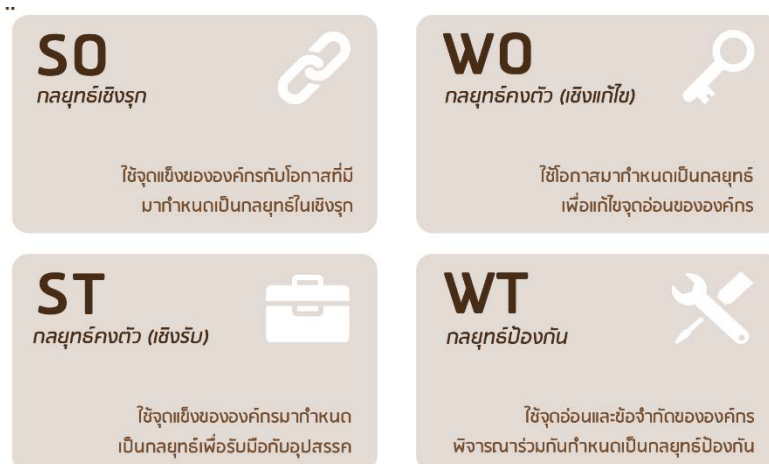 SO
กลยุทธ์เชิงรุก
ใช้จุดแข็งขององค์กรกับโอกาสที่มี
มากำหนดเป็นกลยุทธ์ในเชิงรุก
WO
กลยุทธ์คงตัว (เชิงแก้ไข)
ใช้โอกาสมากำหนดเป็นกลยุทธ์
เพื่อแก้ไขจุดอ่อนขององค์กร
ST
กลยุทธ์คงตัว (เชิงรับ)
ใช้จุดแข็งขององค์กรมากำหนด
เป็นกลยุทธ์เพื่อรับมือกับอุปสรรค
WT
กลยุทธ์ป้องกัน
ใช้จุดอ่อนและข้อจำกัดขององค์กร
พิจารณาร่วมกันกำหนดเป็นกลยุทธ์ป้องกัน